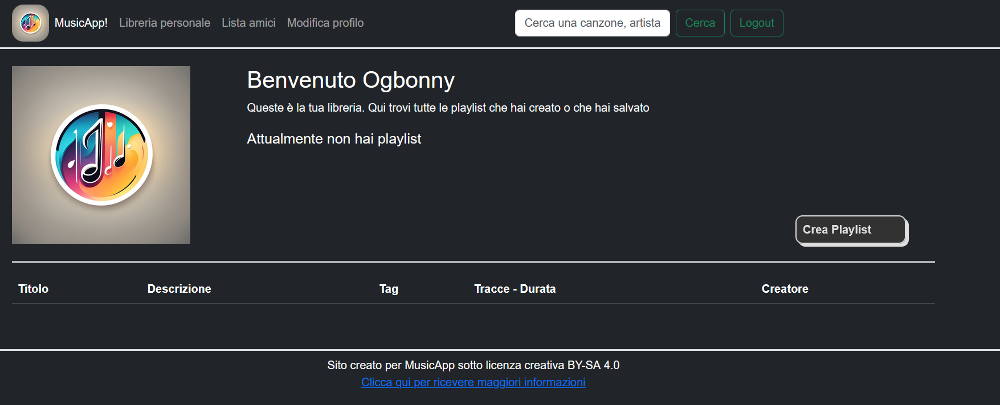 MusicApp! Libreria personale Lista amici Modifica profilo Cerca una canzone, artista Cerca Logout
Benvenuto Ogbonny
Queste è la tua libreria. Qui trovi tutte le playlist che hai creato o che hai salvato
Attualmente non hai playlist
Crea Playlist
Titolo Descrizione Tag Tracce - Durata Creatore
Sito creato per MusicApp sotto licenza creativa BY-SA 4.0
Clicca qui per ricevere maggiori informazioni